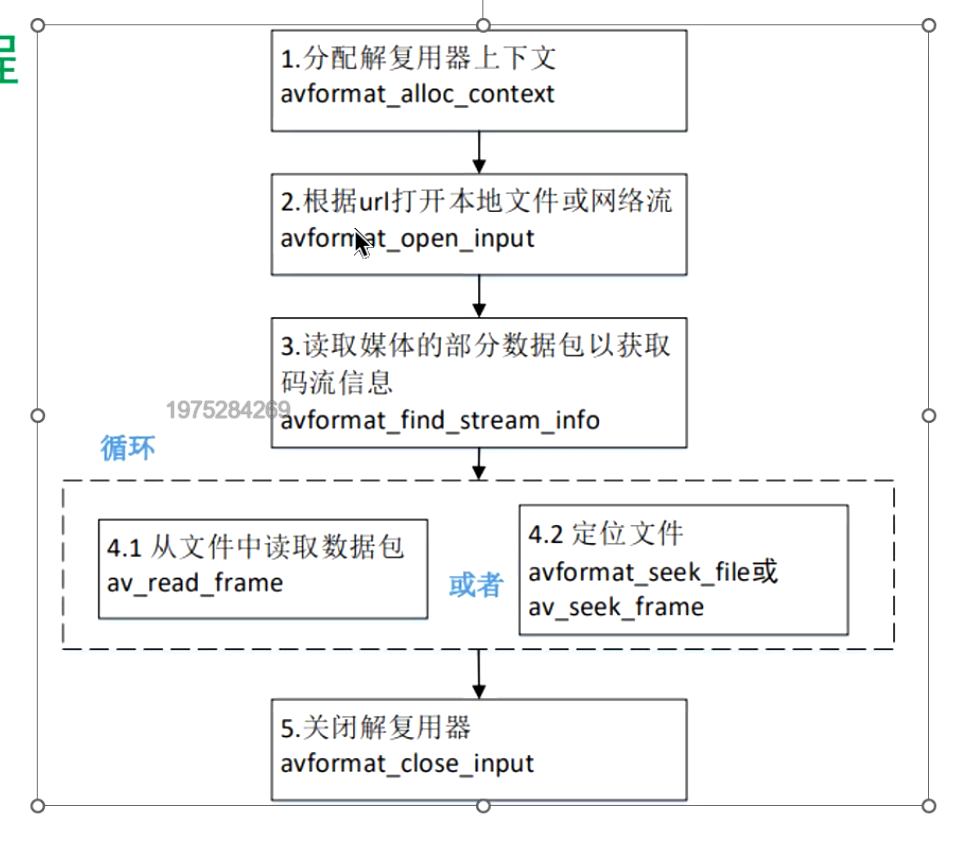 程
1.分配解复用器上下文
avformat_alloc_context
2.根据url打开本地文件或网络流
avformat_open_input
3.读取媒体的部分数据包以获取
码流信息
1975284269
avformat_find_stream_info
循环
4.1 从文件中读取数据包
av_read_frame
或者
4.2 定位文件
avformat_seek_file或
av_seek_frame
5.关闭解复用器
avformat_close_input